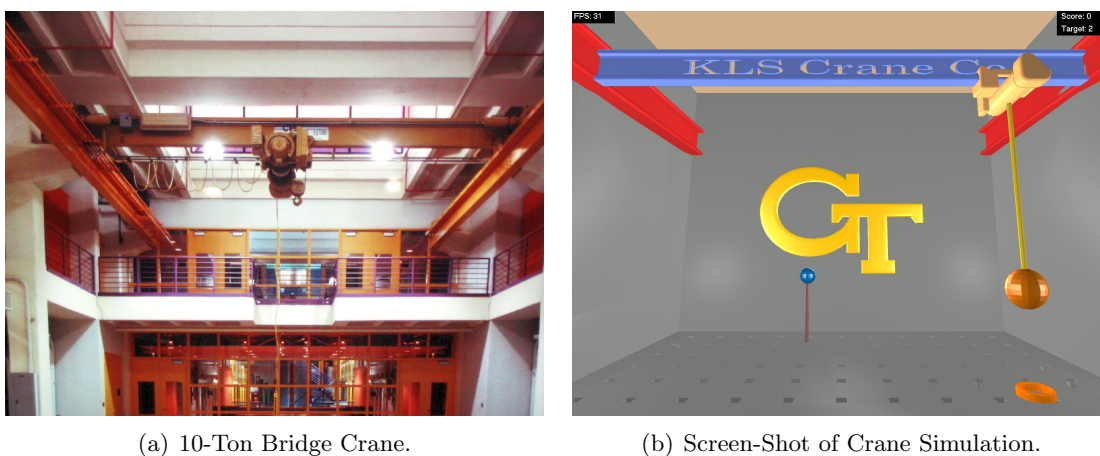 FPS: 31
Score: 0
Target: 2
KLS Crane Co
GT
(a) 10-Ton Bridge Crane.
(b) Screen-Shot of Crane Simulation.